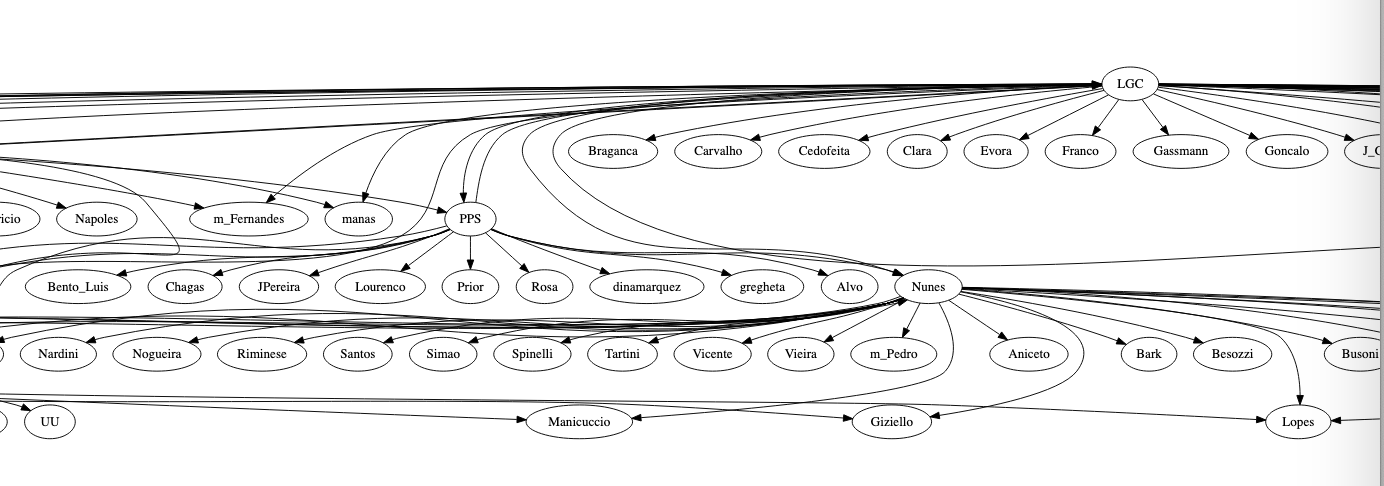 LGC
Braganca Carvalho Cedofeita Clara Evora Franco Gassmann Goncalo
Napoles m_Fernandes manas PPS
Bento_Luis Chagas JPereira Lourenco Prior Rosa dinamarquez gregheta Alvo Nunes
Nardini Nogueira Riminese Santos Simao Spinelli Tartini Vicente Vieira m_Pedro Aniceto Bark Besozzi Busoni
UU Manicuccio Giziello Lopes